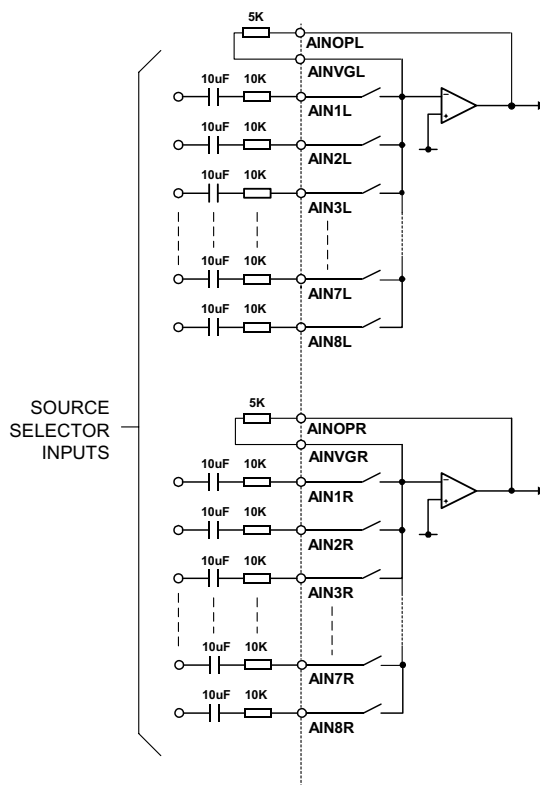 5K
AINOPL
AINVGL
10uF 10K
AIN1L
10uF 10K
AIN2L
10uF 10K
AIN3L
10uF 10K
AIN7L
10uF 10K
AIN8L
SOURCE
SELECTOR
INPUTS
5K
AINOPR
AINVGR
10uF 10K
AIN1R
10uF 10K
AIN2R
10uF 10K
AIN3R
10uF 10K
AIN7R
10uF 10K
AIN8R